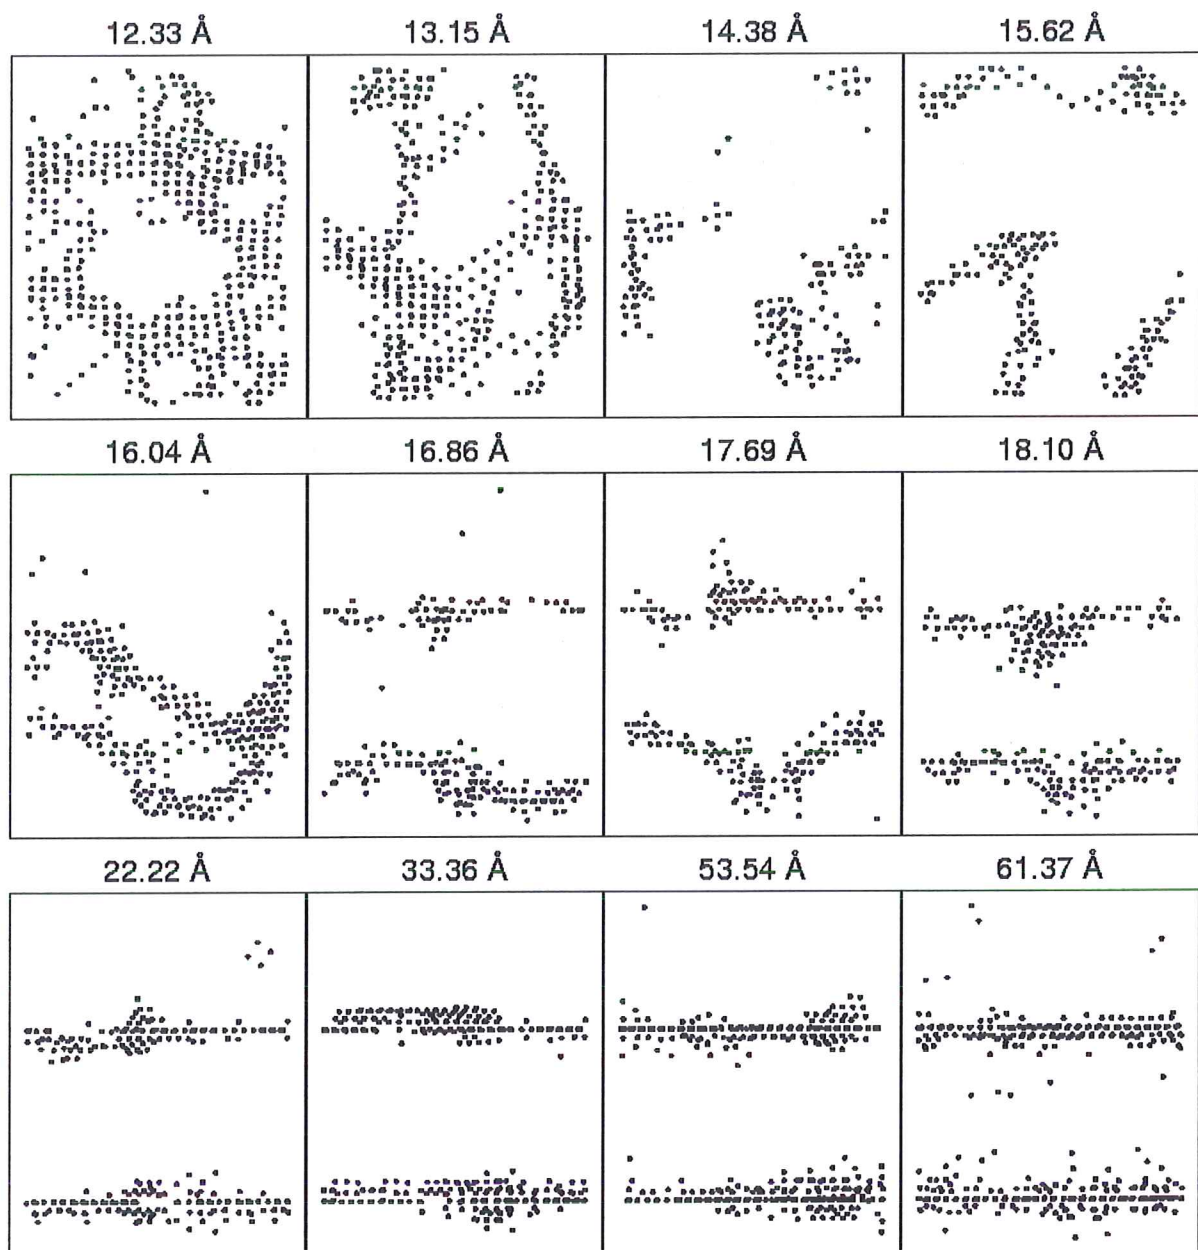 12.33 Å 13.15 Å 14.38 Å 15.62 Å
16.04 Å 16.86 Å 17.69 Å 18.10 Å
22.22 Å 33.36 Å 53.54 Å 61.37 Å